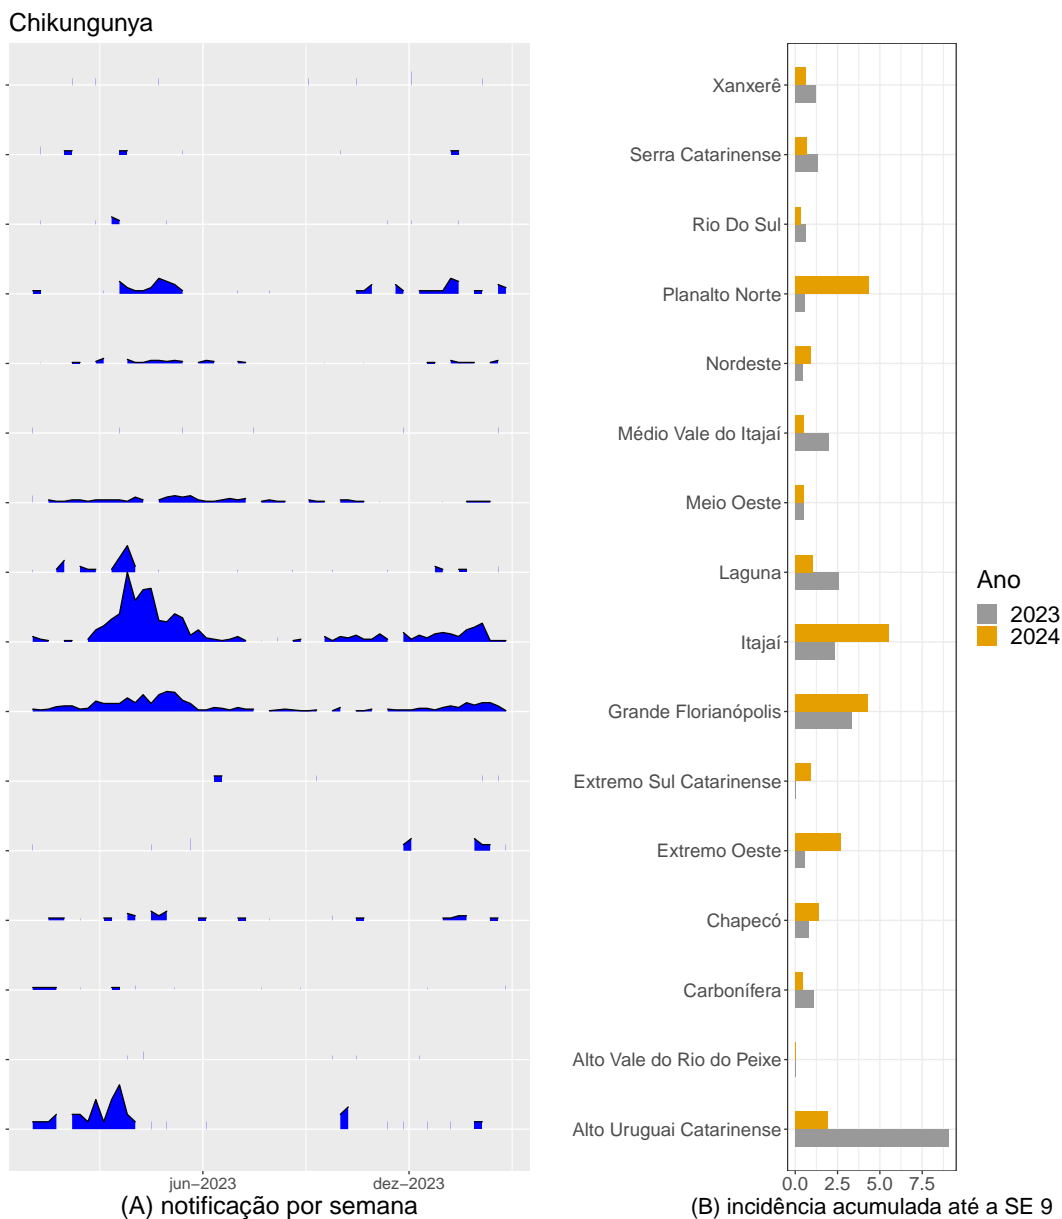 Chikungunya
Xanxerê
Serra Catarinense
Rio Do Sul
Planalto Norte
Nordeste
Médio Vale do Itajaí
Meio Oeste
Laguna
Itajaí
Grande Florianópolis
Extremo Sul Catarinense
Extremo Oeste
Chapecó
Carbonífera
Alto Vale do Rio do Peixe
Alto Uruguai Catarinense
Ano
2023
2024
jun−2023 dez−2023
(A) notificação por semana
0.0 2.5 5.0 7.5
(B) incidência acumulada até a SE 9